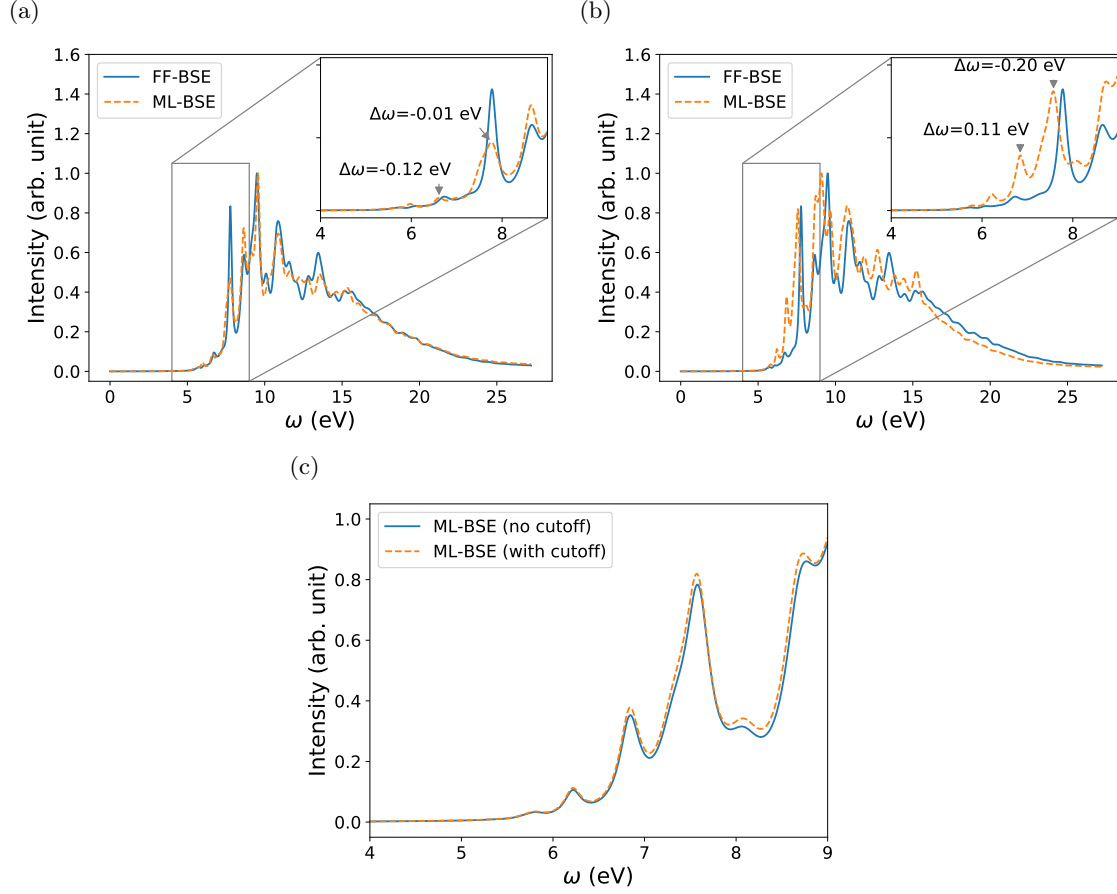 (a)
Intensity (arb. unit)
1.6
1.4
1.2
1.0
0.8
0.6
0.4
0.2
0.0
FF-BSE
ML-BSE
Δω=-0.01 eV
Δω=-0.12 eV
4 6 8
0 5 10 15 20 25
ω (eV)
(b)
Intensity (arb. unit)
1.6
1.4
1.2
1.0
0.8
0.6
0.4
0.2
0.0
FF-BSE
ML-BSE
Δω=-0.20 eV
Δω=0.11 eV
4 6 8
0 5 10 15 20 25
ω (eV)
(c)
Intensity (arb. unit)
1.0
0.8
0.6
0.4
0.2
0.0
ML-BSE (no cutoff)
ML-BSE (with cutoff)
4 5 6 7 8 9
ω (eV)